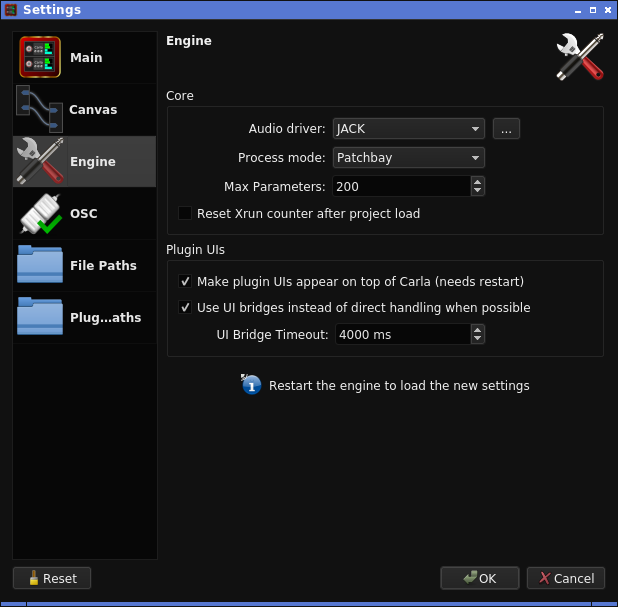 Settings
Main
Canvas
Engine
OSC
File Paths
Plug...aths
Engine
Core
Audio driver: JACK ...
Process mode: Patchbay
Max Parameters: 200
Reset Xrun counter after project load
Plugin UIs
Make plugin UIs appear on top of Carla (needs restart)
Use UI bridges instead of direct handling when possible
UI Bridge Timeout: 4000 ms
Restart the engine to load the new settings
Reset
OK
Cancel